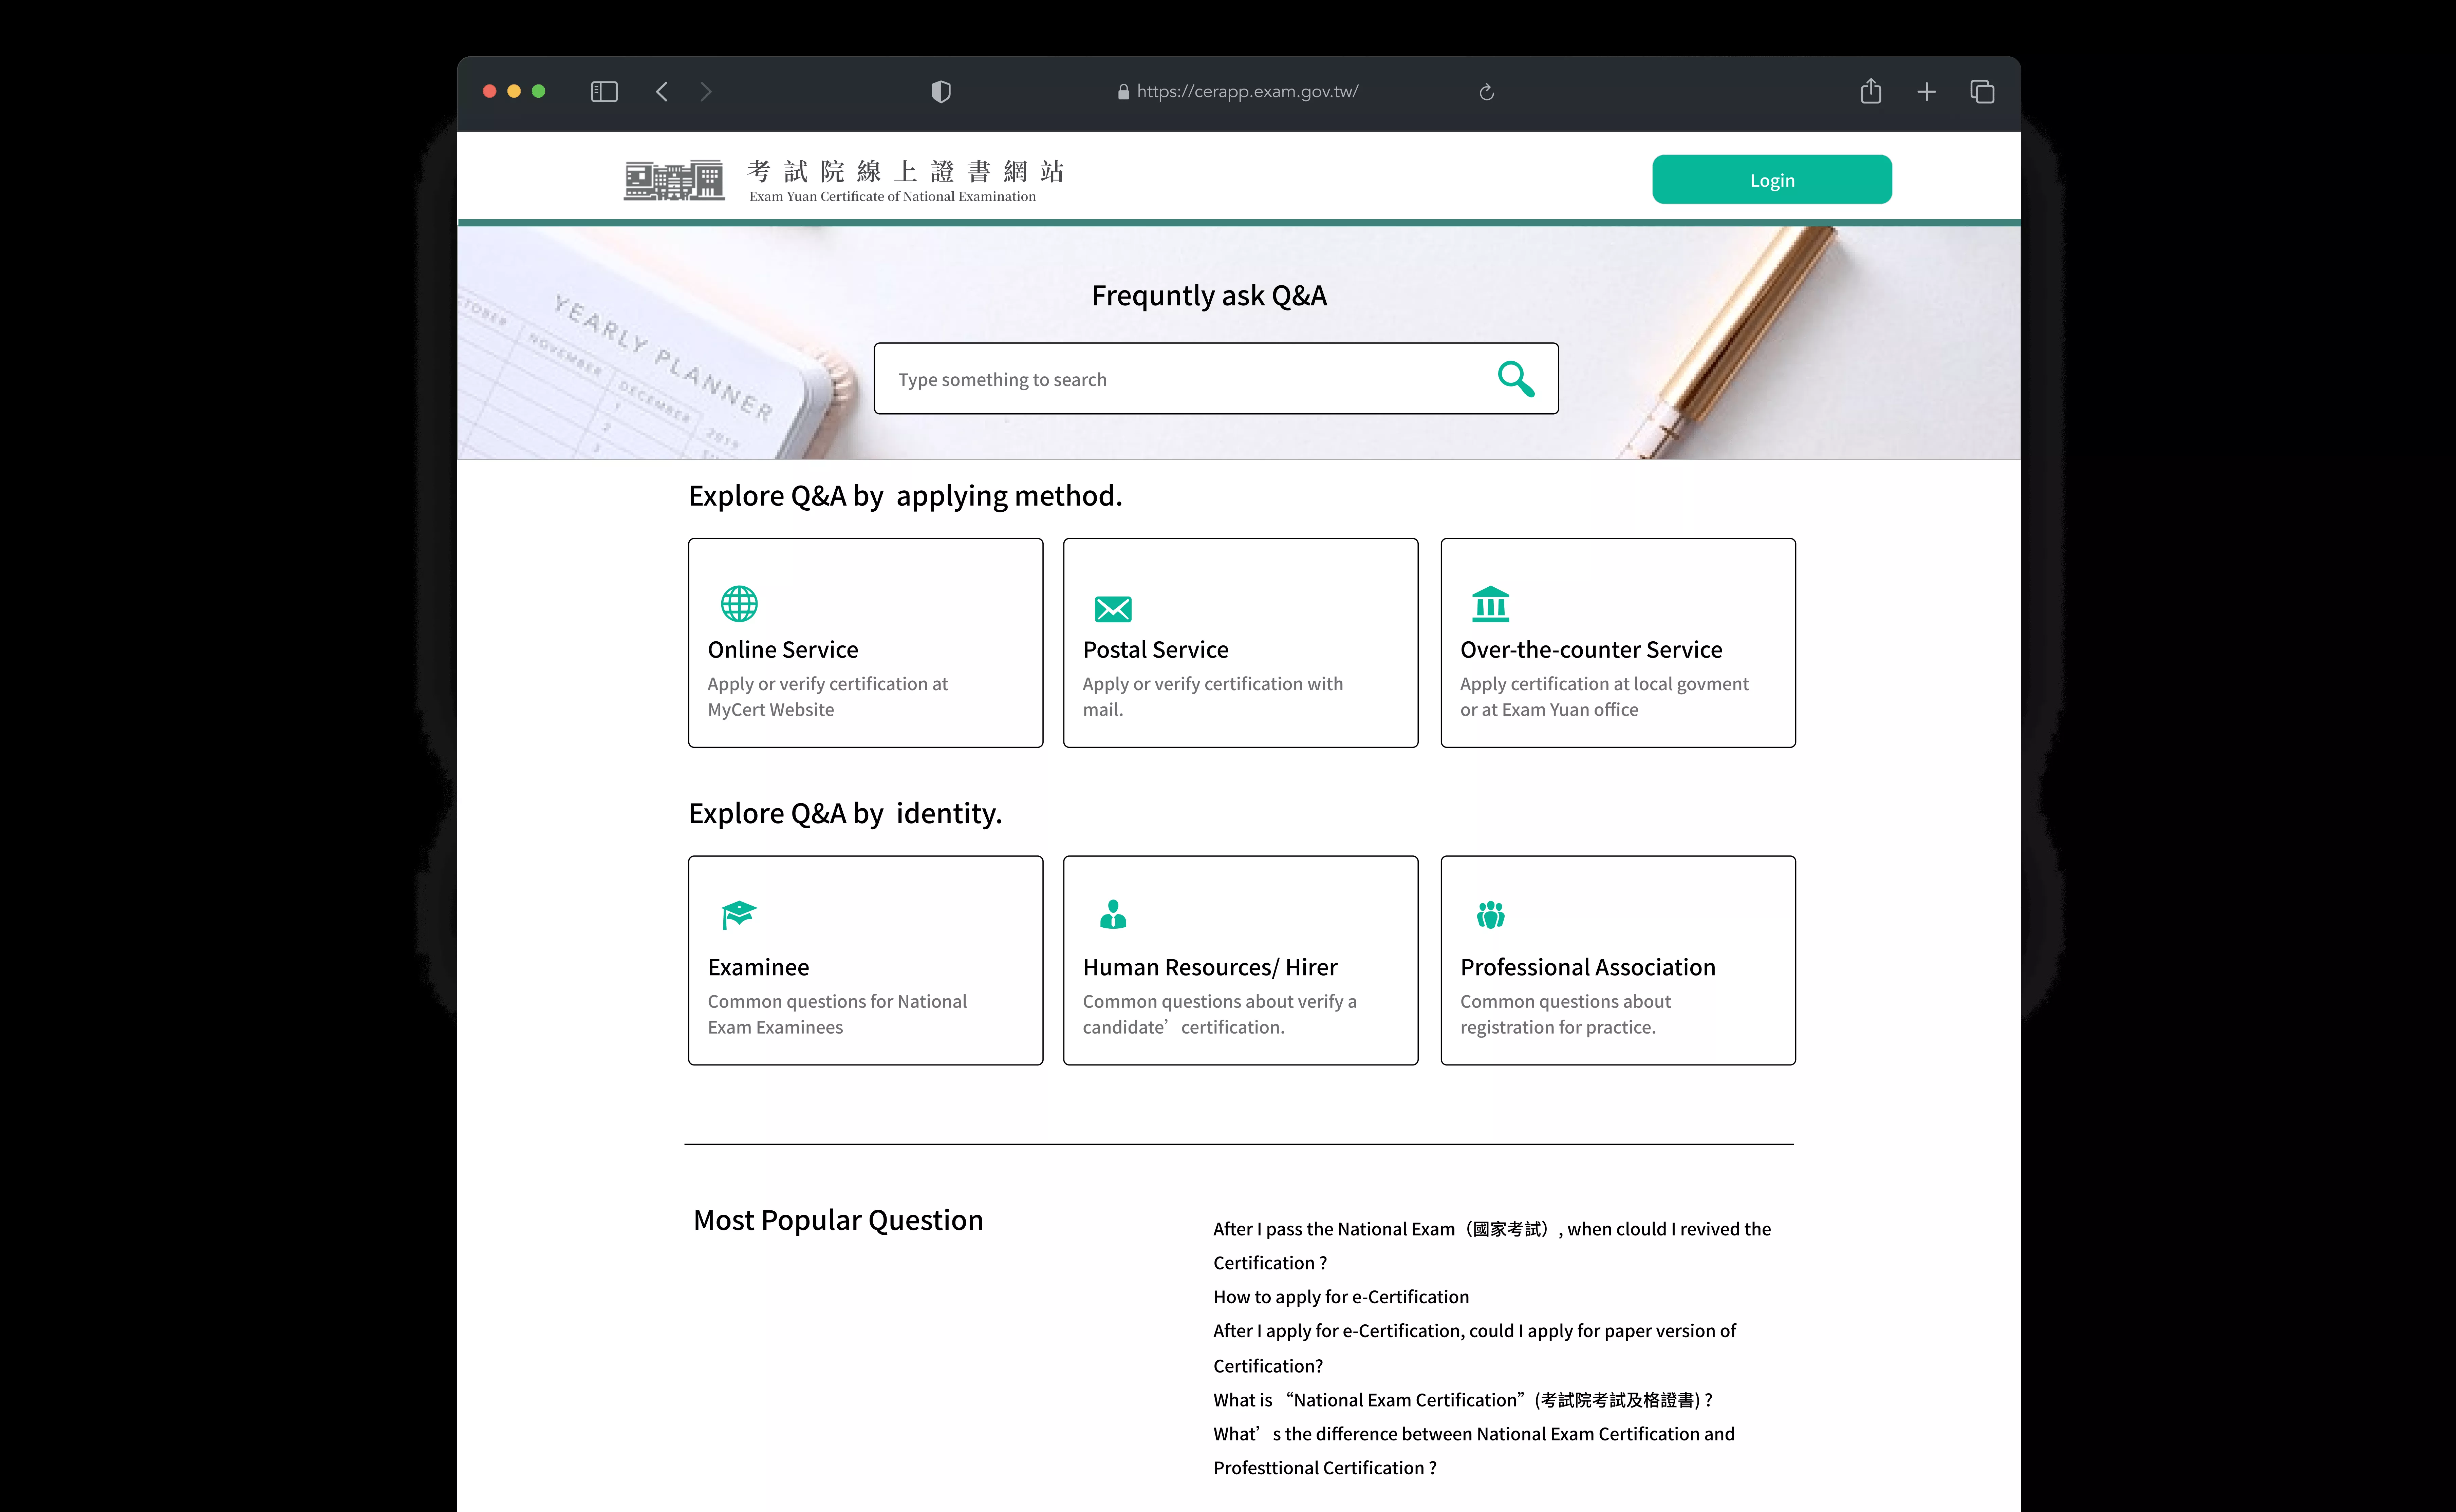 https://cerapp.exam.gov.tw/
考試院線上證書網站
Exam Yuan Certificate of National Examination
Login
YEARLY PLANNER
TOBER
NOVEMBER
DECEMBER
2019
1
2
3
Frequntly ask Q&A
Type something to search
Explore Q&A by  applying method.
Online Service
Apply or verify certification at
MyCert Website
Postal Service
Apply or verify certification with
mail.
Over-the-counter Service
Apply certification at local govment
or at Exam Yuan office
Explore Q&A by  identity.
Examinee
Common questions for National
Exam Examinees
Human Resources/ Hirer
Common questions about verify a
candidate’ certification.
Professional Association
Common questions about
registration for practice.
Most Popular Question
After I pass the National Exam（國家考試）, when clould I revived the
Certification ?
How to apply for e-Certification
After I apply for e-Certification, could I apply for paper version of
Certification?
What is “National Exam Certification” (考試院考試及格證書) ?
What’ s the difference between National Exam Certification and
Professttional Certification ?